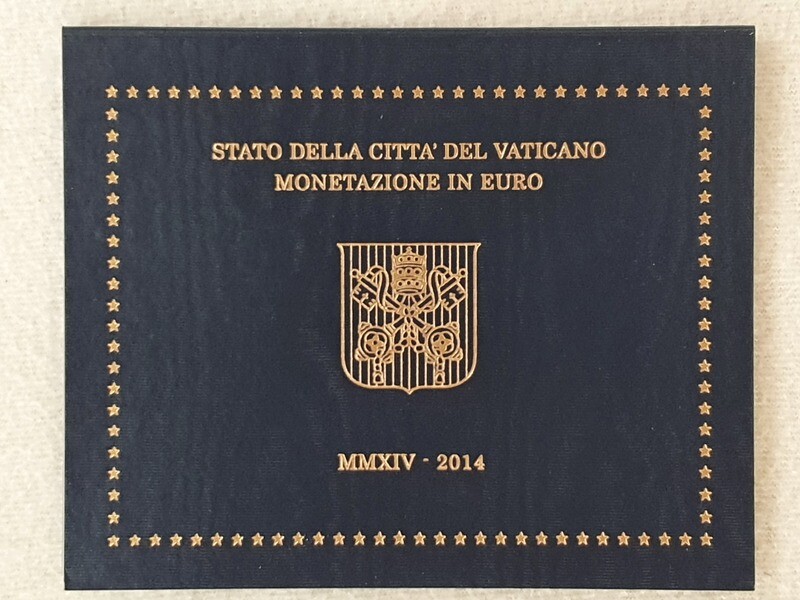 STATO DELLA CITTA' DEL VATICANO
MONETAZIONE IN EURO
MMXIV - 2014